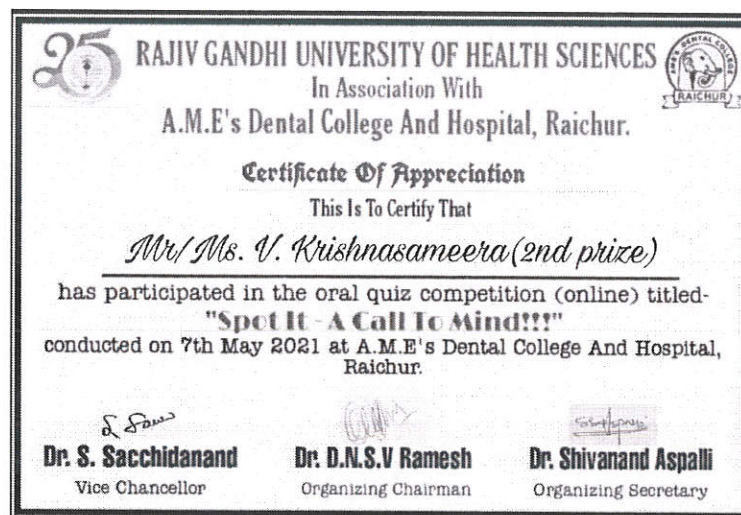 25
RAJIV GANDHI UNIVERSITY OF HEALTH SCIENCES
In Association With
A.M.E's Dental College And Hospital, Raichur.
RAICHUR
Certificate Of Appreciation
This Is To Certify That
Mr/Ms. V. Krishnasameera (2nd prize)
has participated in the oral quiz competition (online) titled-
"Spot It - A Call To Mind!!!"
conducted on 7th May 2021 at A.M.E's Dental College And Hospital,
Raichur.
Dr. S. Sacchidanand
Vice Chancellor
Dr. D.N.S.V Ramesh
Organizing Chairman
Dr. Shivanand Aspalli
Organizing Secretary